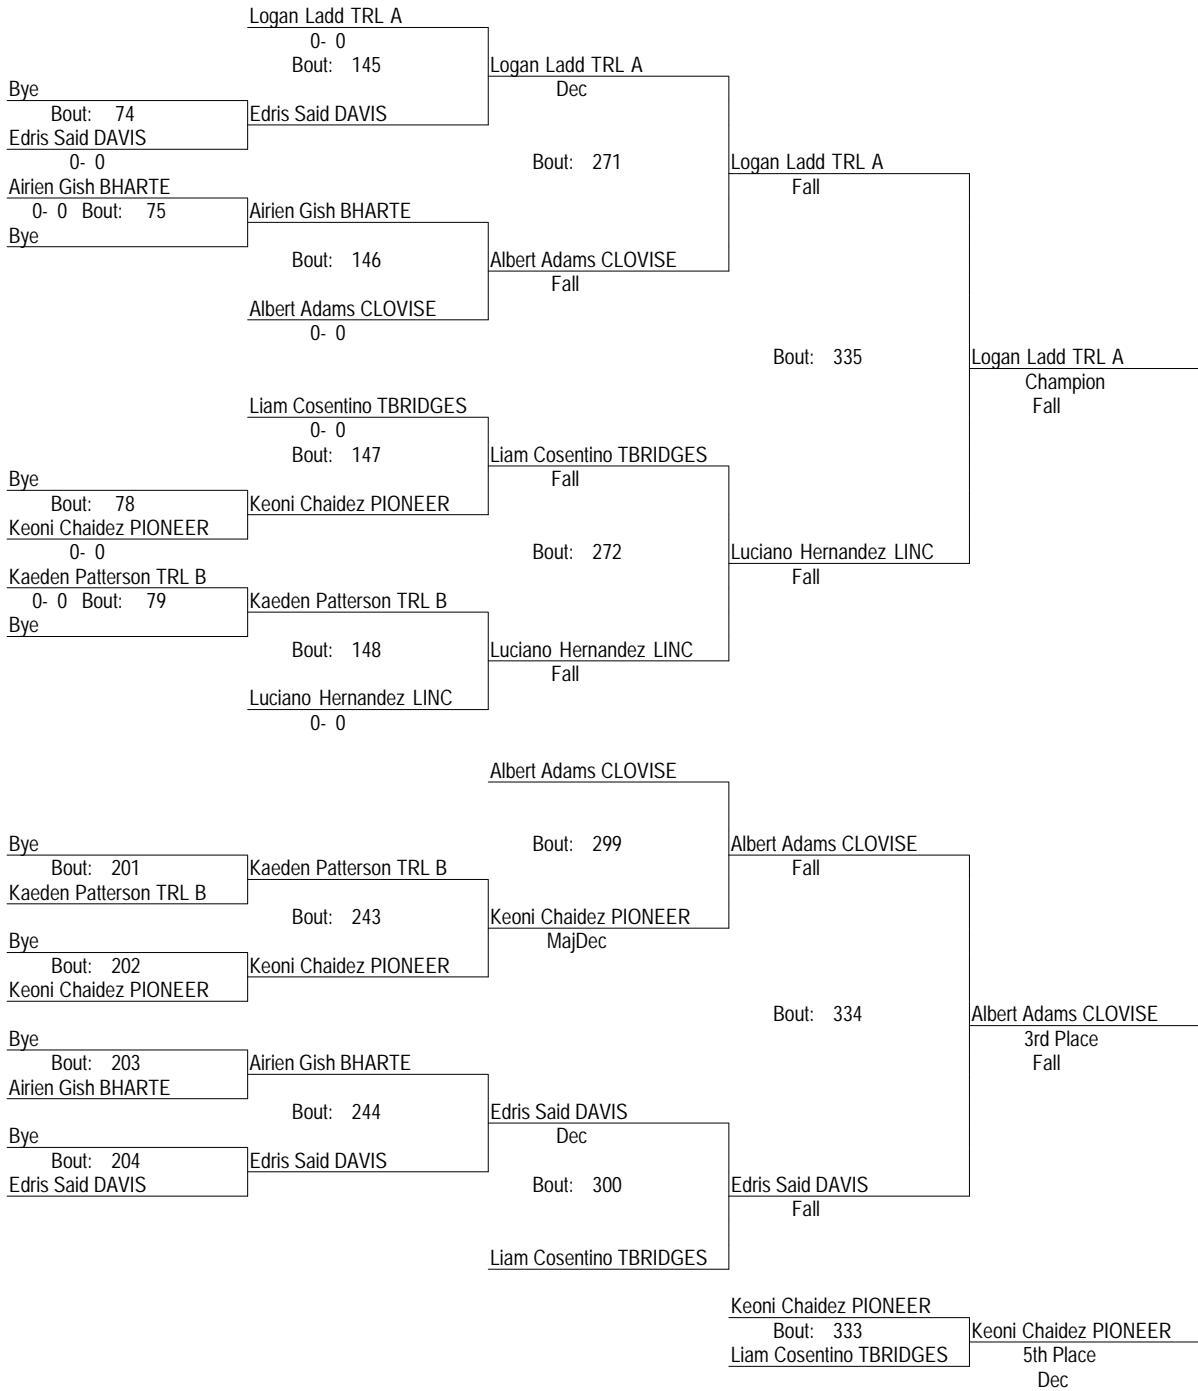 Logan Ladd TRL A
0- 0
Bout: 145
Logan Ladd TRL A
Dec
Bye
Bout: 74
Edris Said DAVIS
Edris Said DAVIS
0- 0
Bout: 271
Logan Ladd TRL A
Fall
Airien Gish BHARTE
0- 0 Bout: 75
Airien Gish BHARTE
Bye
Bout: 146
Albert Adams CLOVISE
Fall
Albert Adams CLOVISE
0- 0
Bout: 335
Logan Ladd TRL A
Champion
Fall
Liam Cosentino TBRIDGES
0- 0
Bout: 147
Liam Cosentino TBRIDGES
Fall
Bye
Bout: 78
Keoni Chaidez PIONEER
Keoni Chaidez PIONEER
0- 0
Bout: 272
Luciano Hernandez LINC
Fall
Kaeden Patterson TRL B
0- 0 Bout: 79
Kaeden Patterson TRL B
Bye
Bout: 148
Luciano Hernandez LINC
Fall
Luciano Hernandez LINC
0- 0
Albert Adams CLOVISE
Bye
Bout: 299
Albert Adams CLOVISE
Fall
Bout: 201
Kaeden Patterson TRL B
Kaeden Patterson TRL B
Bout: 243
Keoni Chaidez PIONEER
MajDec
Bye
Bout: 202
Keoni Chaidez PIONEER
Keoni Chaidez PIONEER
Bout: 334
Albert Adams CLOVISE
3rd Place
Fall
Bye
Bout: 203
Airien Gish BHARTE
Airien Gish BHARTE
Bout: 244
Edris Said DAVIS
Dec
Bye
Bout: 204
Edris Said DAVIS
Edris Said DAVIS
Bout: 300
Edris Said DAVIS
Fall
Liam Cosentino TBRIDGES
Keoni Chaidez PIONEER
Bout: 333
Keoni Chaidez PIONEER
Liam Cosentino TBRIDGES
5th Place
Dec